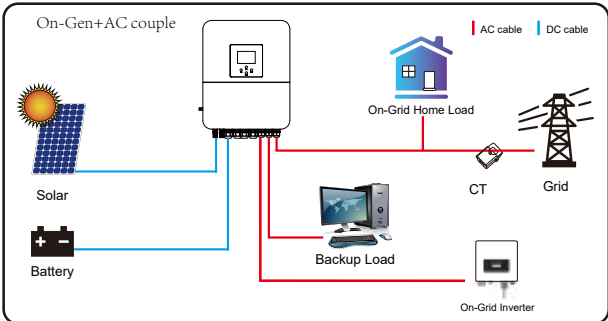 On-Gen+AC couple
AC cable
DC cable
On-Grid Home Load
Solar
CT
Grid
Battery
Backup Load
On-Grid Inverter